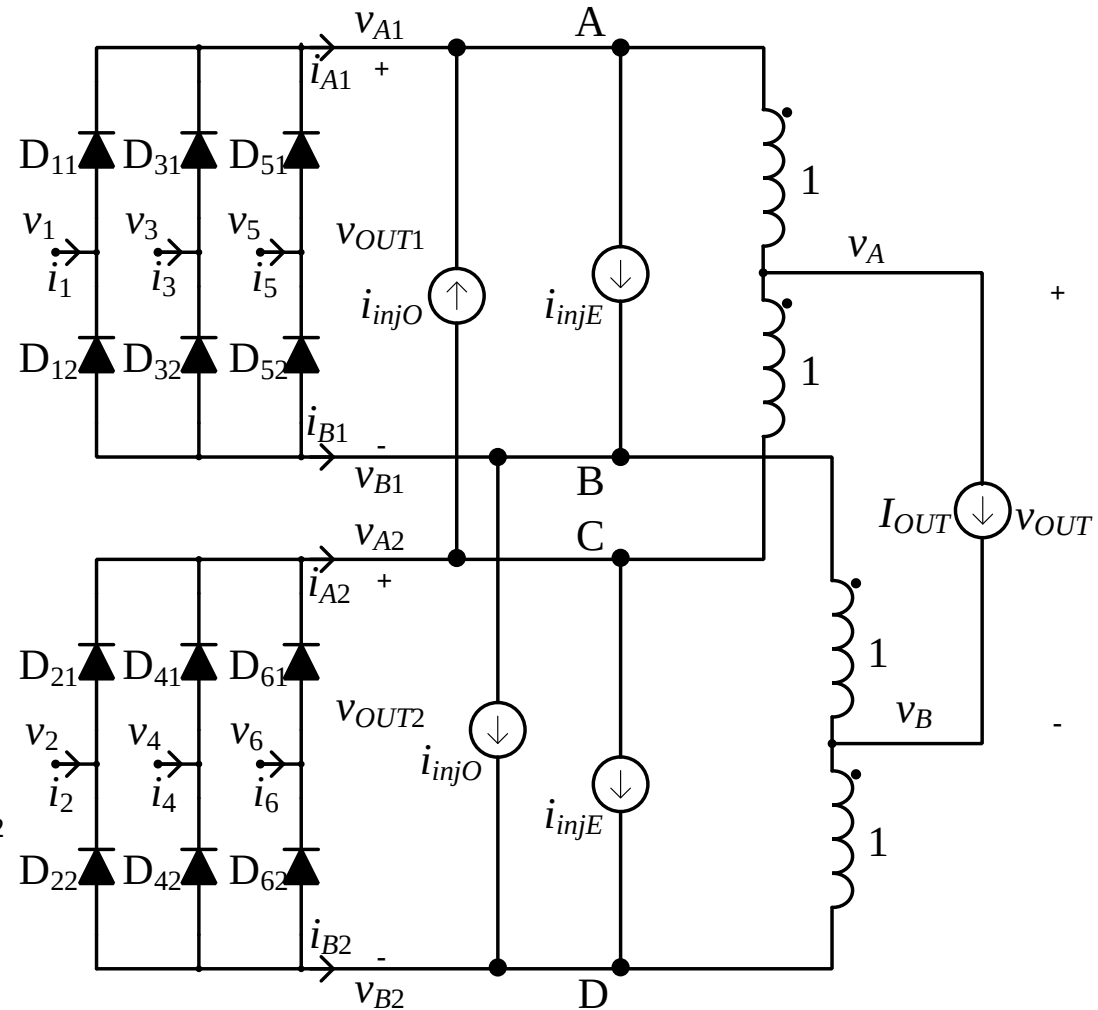 v_A1 A
i_A1 +
D_11 D_31 D_51
1
v_1 v_3 v_5
v_OUT1
v_A
i_1 i_3 i_5
i_injO i_injE
+
D_12 D_32 D_52
1
i_B1 -
v_B1 B
I_OUT v_OUT
v_A2 C
i_A2 +
D_21 D_41 D_61
1
v_2 v_4 v_6
v_OUT2
v_B -
i_2 i_4 i_6
i_injO i_injE
2
D_22 D_42 D_62
1
i_B2 -
v_B2 D